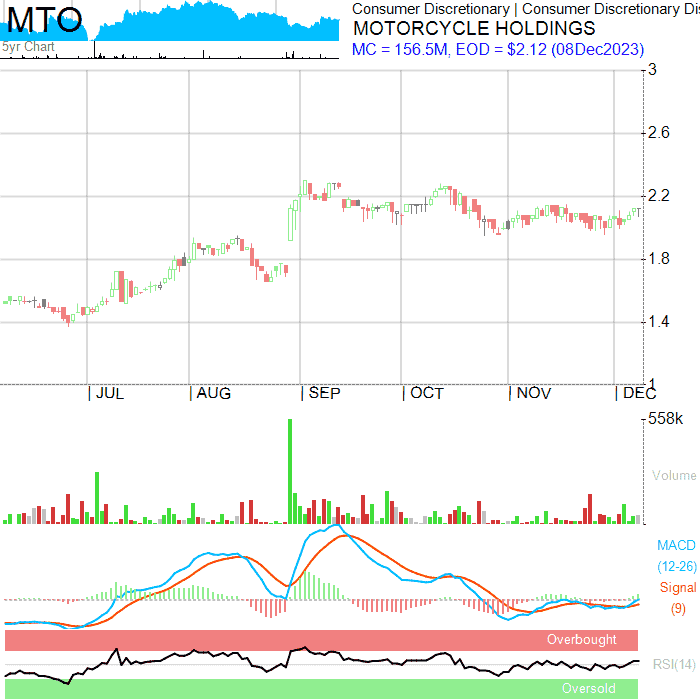 MTO
5yr Chart
Consumer Discretionary | Consumer Discretionary Di
MOTORCYCLE HOLDINGS
MC = 156.5M, EOD = $2.12 (08Dec2023)
3
2.6
2.2
1.8
1.4
1
| JUL | AUG | SEP | OCT | NOV | DEC
558k
Volume
MACD
(12-26)
Signal
(9)
Overbought
RSI(14)
Oversold